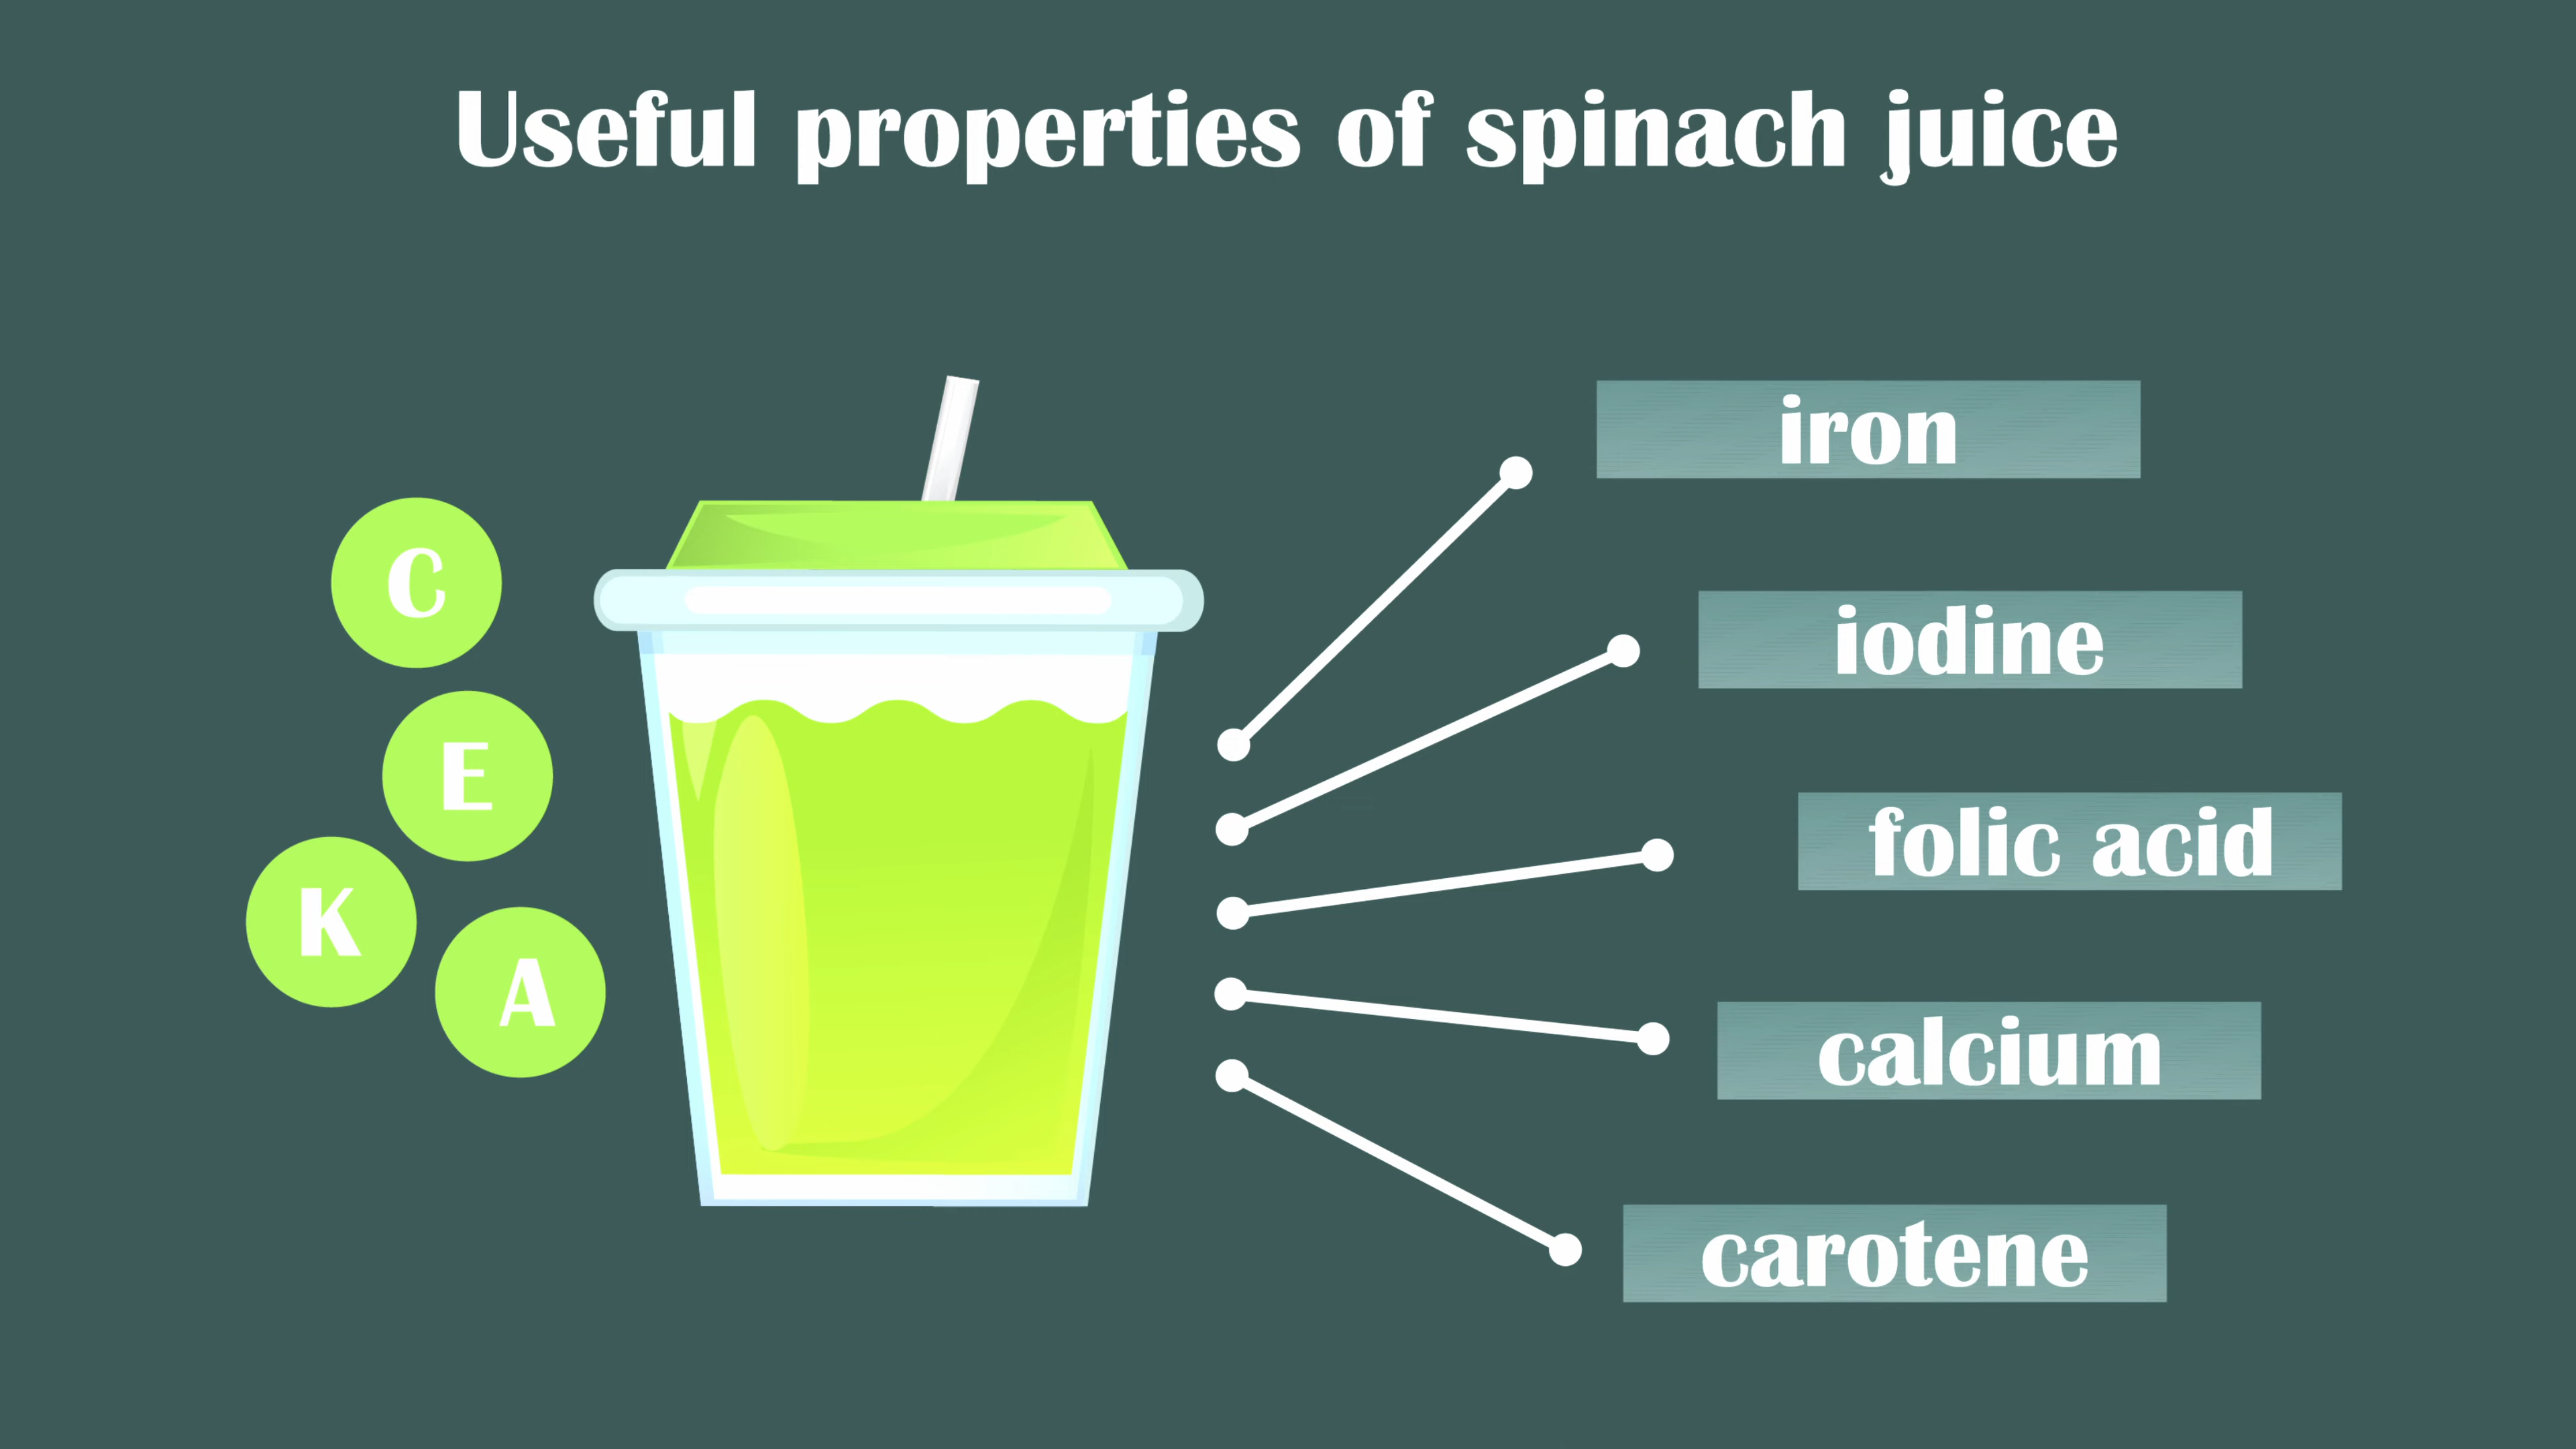 Useful properties of spinach juice
C
E
K
A
iron
iodine
folic acid
calcium
carotene